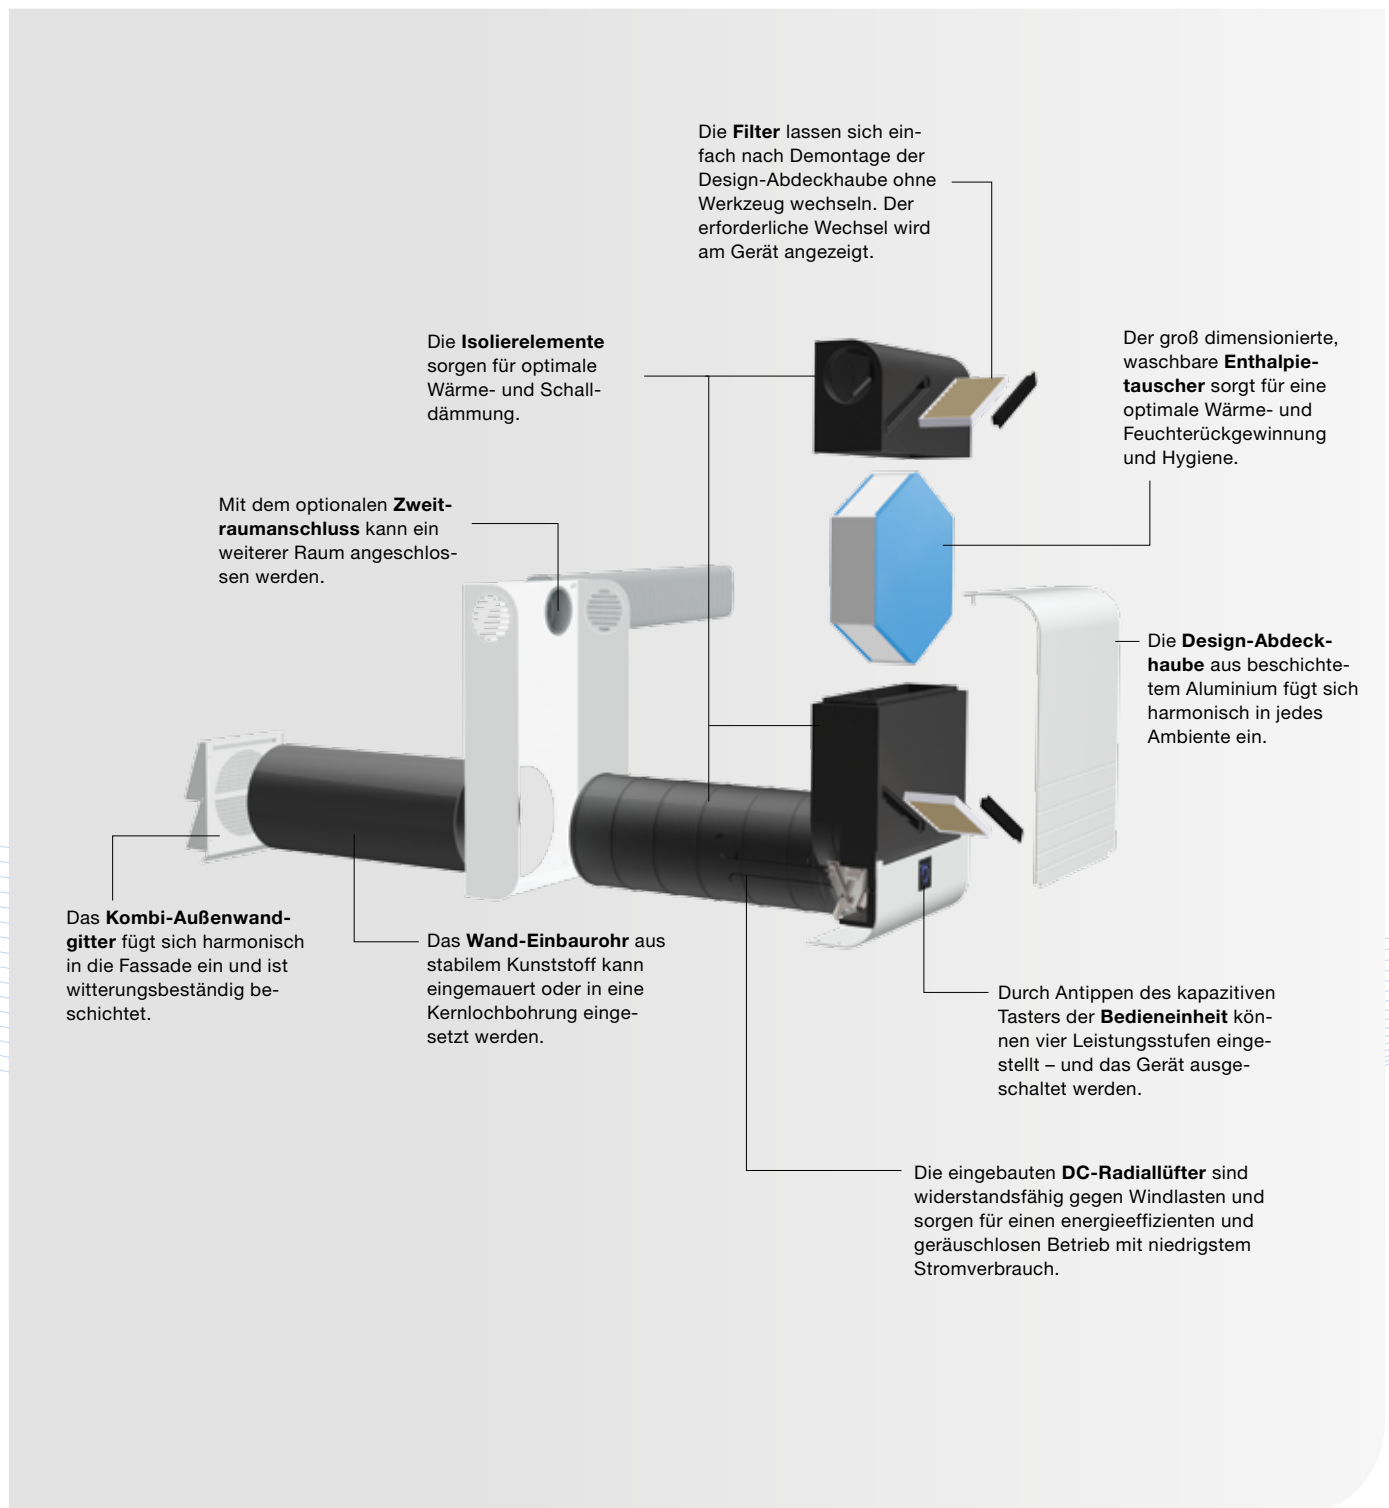 Die Filter lassen sich ein-
fach nach Demontage der
Design-Abdeckhaube ohne
Werkzeug wechseln. Der
erforderliche Wechsel wird
am Gerät angezeigt.
Die Isolierelemente
sorgen für optimale
Wärme- und Schall-
dämmung.
Der groß dimensionierte,
waschbare Enthalpie-
tauscher sorgt für eine
optimale Wärme- und
Feuchterückgewinnung
und Hygiene.
Mit dem optionalen Zweit-
raumanschluss kann ein
weiterer Raum angeschlos-
sen werden.
Die Design-Abdeck-
haube aus beschichte-
tem Aluminium fügt sich
harmonisch in jedes
Ambiente ein.
Das Kombi-Außenwand-
gitter fügt sich harmonisch
in die Fassade ein und ist
witterungsbeständig be-
schichtet.
Das Wand-Einbaurohr aus
stabilem Kunststoff kann
eingemauert oder in eine
Kernlochbohrung einge-
setzt werden.
Durch Antippen des kapazitiven
Tasters der Bedieneinheit kön-
nen vier Leistungsstufen einge-
stellt – und das Gerät ausge-
schaltet werden.
Die eingebauten DC-Radiallüfter sind
widerstandsfähig gegen Windlasten und
sorgen für einen energieeffizienten und
geräuschlosen Betrieb mit niedrigstem
Stromverbrauch.